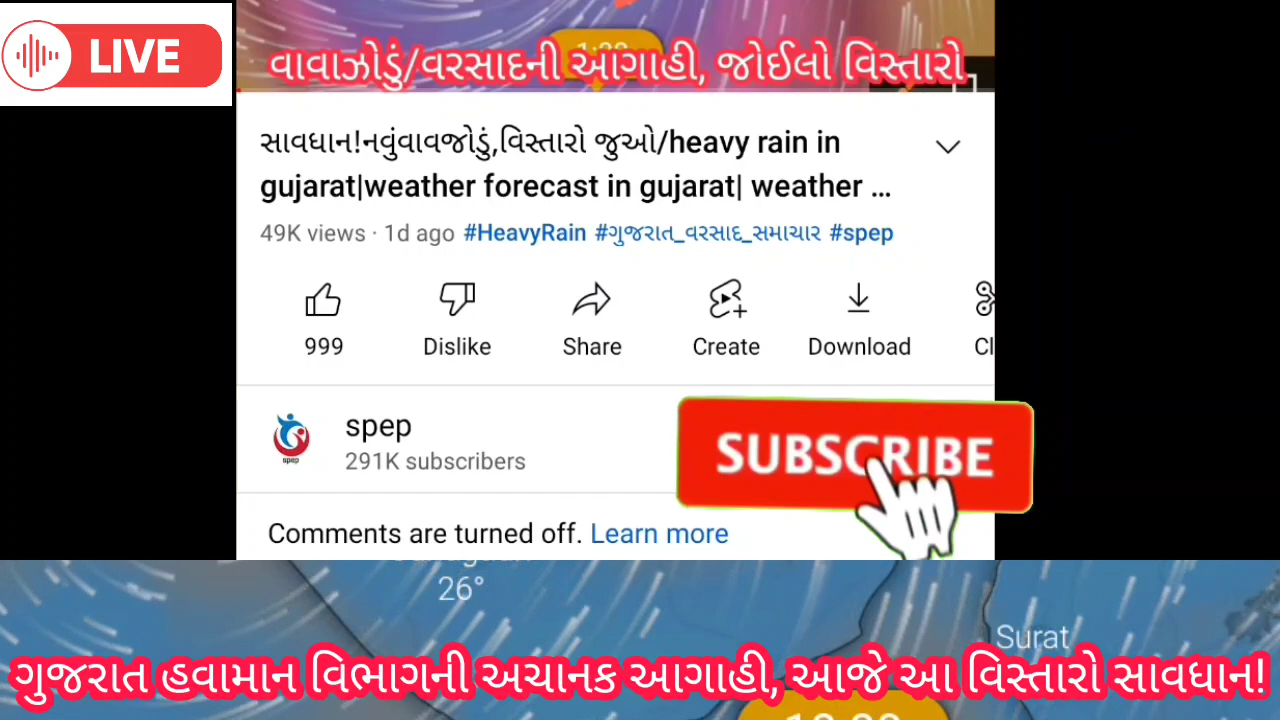 LIVE
વાવાઝોડું/વરસાદની આગાહી, જોઈલો વિસ્તારો
સાવધાન!નવુંવાવજોડું,વિસ્તારો જુઓ/heavy rain in
gujarat|weather forecast in gujarat| weather ...
49K views · 1d ago #HeavyRain #ગુજરાત_વરસાદ_સમાચાર #spep
999 Dislike Share Create Download Cl
spep
spep
291K subscribers
SUBSCRIBE
Comments are turned off. Learn more
26°
Surat
ગુજરાત હવામાન વિભાગની અચાનક આગાહી, આજે આ વિસ્તારો સાવધાન!